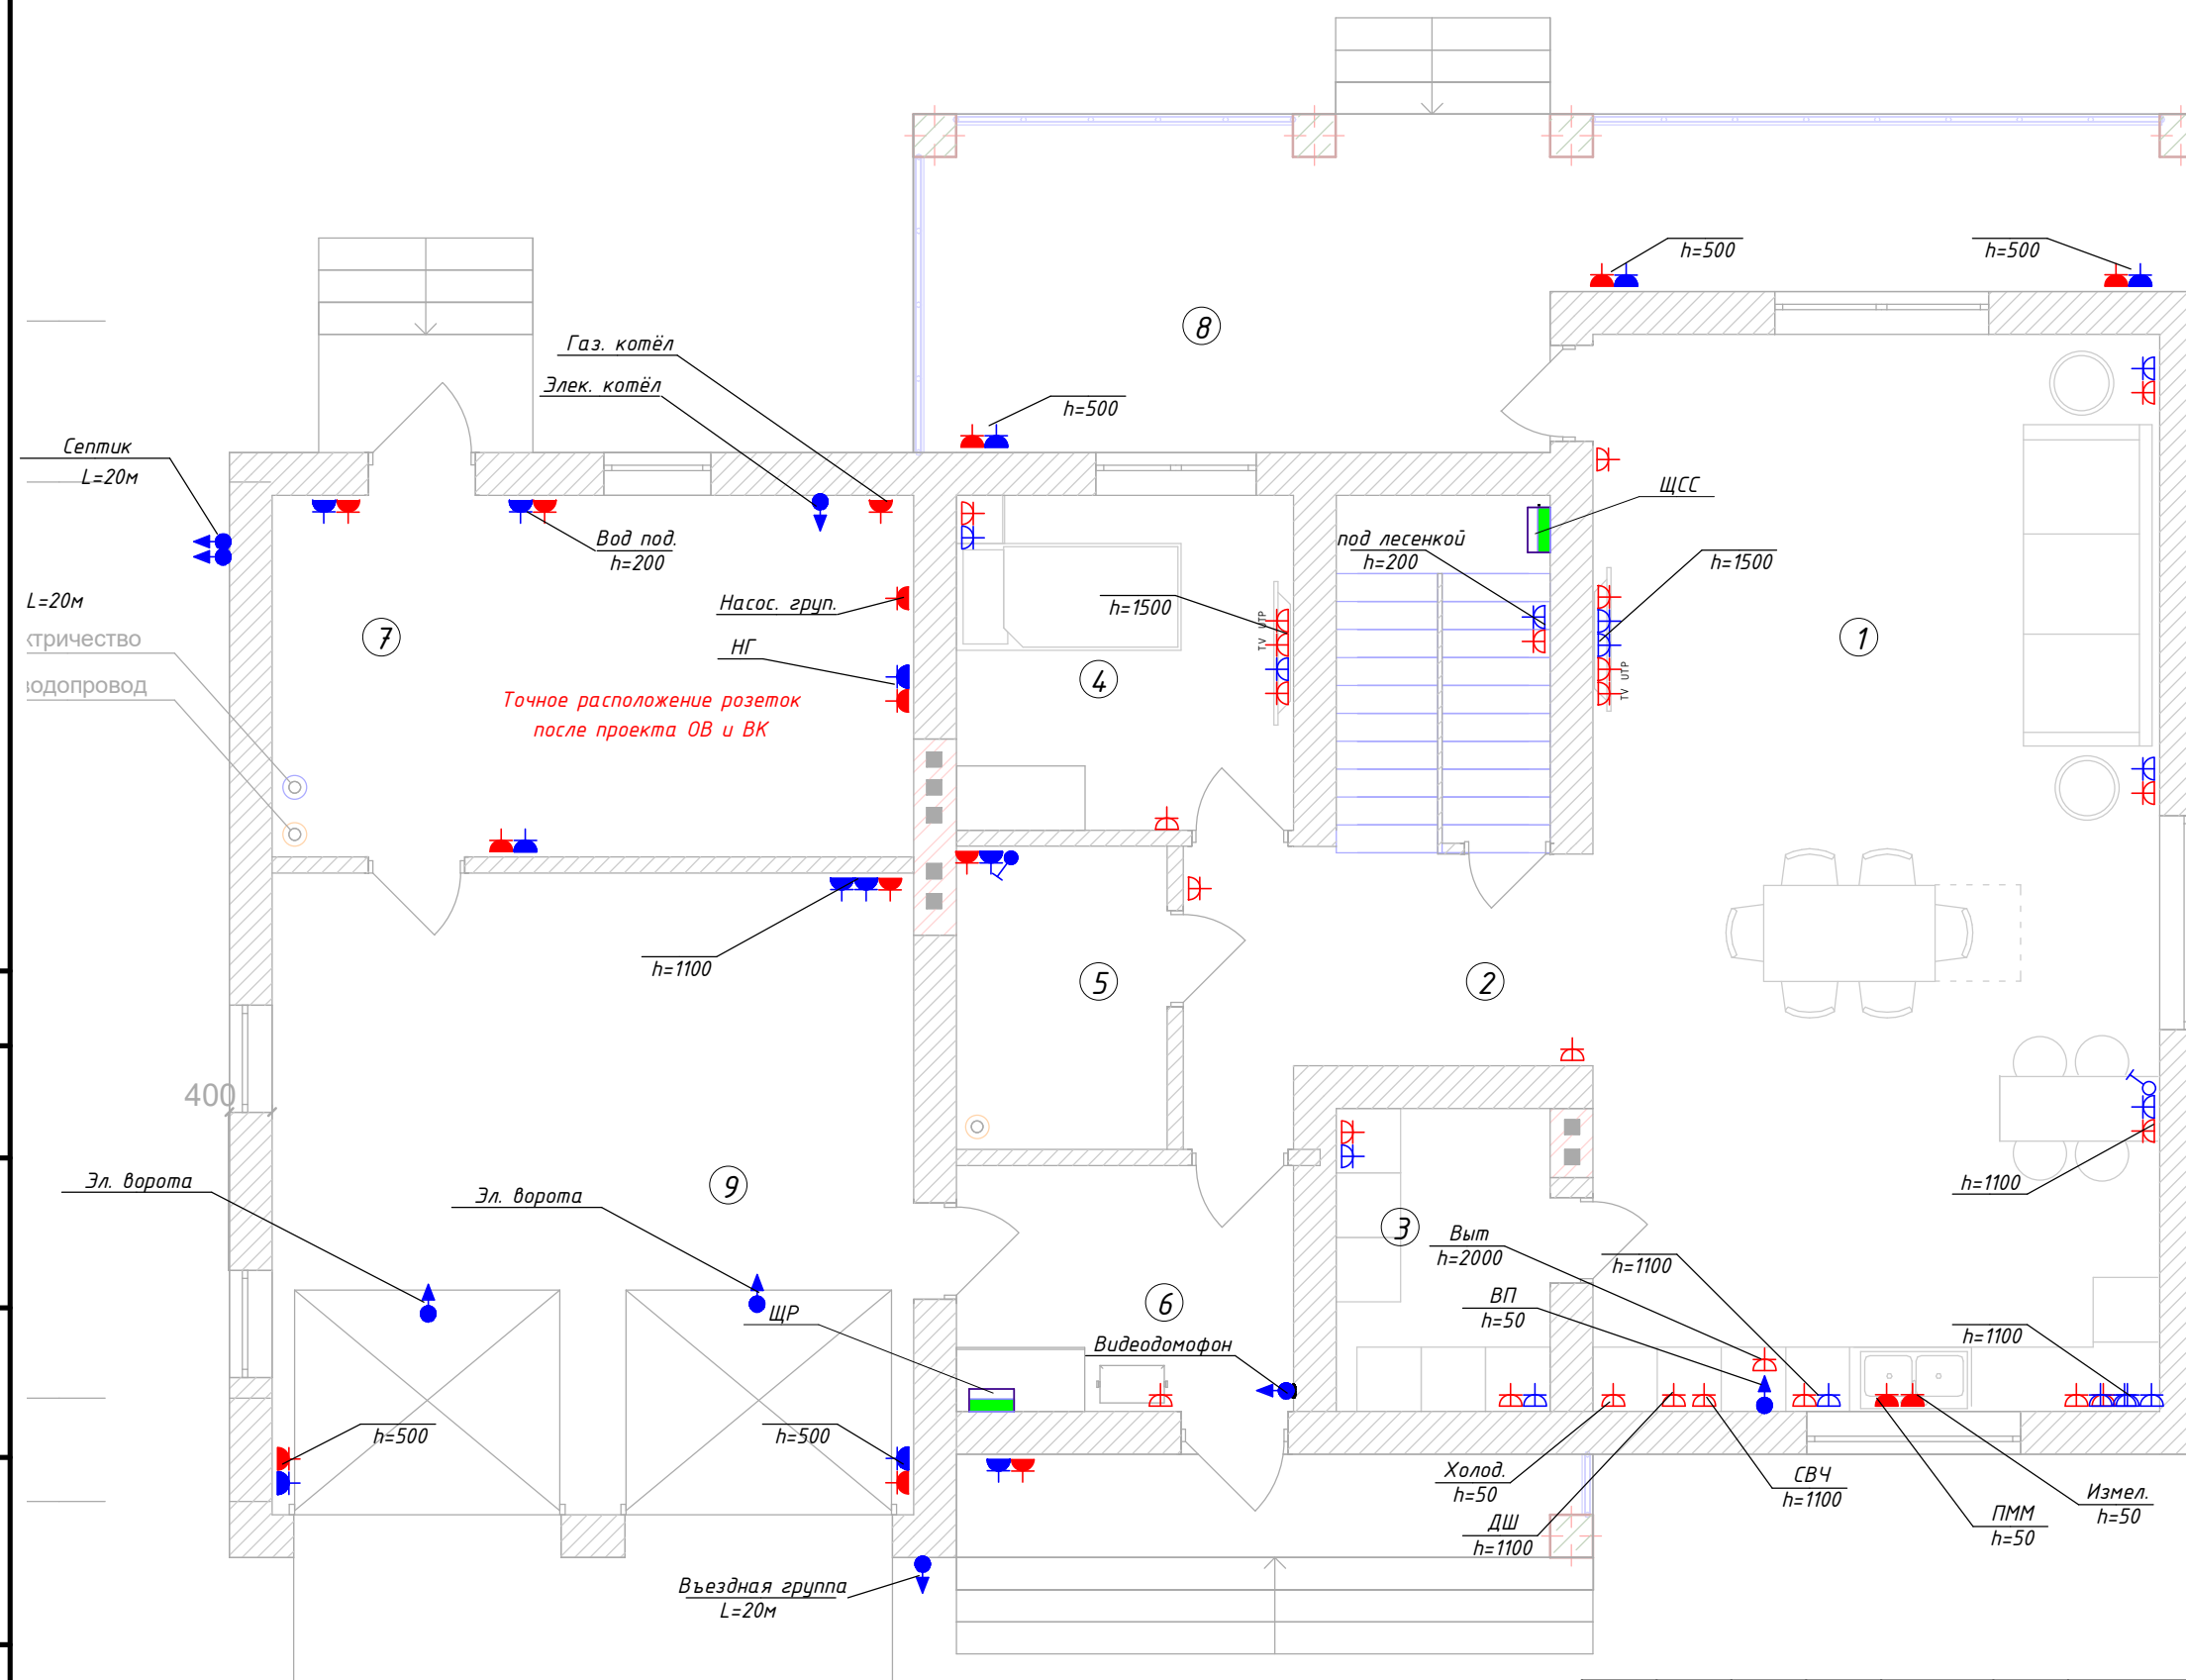 h=500
h=500
8
Газ. котёл
Элек. котёл
h=500
Септик
L=20м
ЩСС
Вод под.
h=200
под лесенкой
h=200
h=1500
L=20м
Насос. груп.
h=1500
TV UTP
ктричество
7
НГ
4
1
TV UTP
водопровод
Точное расположение розеток
после проекта ОВ и ВК
h=1100
5
2
400
Эл. ворота
Эл. ворота
9
h=1100
3
Выт
h=2000
h=1100
ВП
h=50
6
ЩР
Видеодомофон
h=1100
h=500
h=500
Холод.
h=50
СВЧ
h=1100
Измел.
h=50
ДШ
h=1100
ПММ
h=50
Въездная группа
L=20м